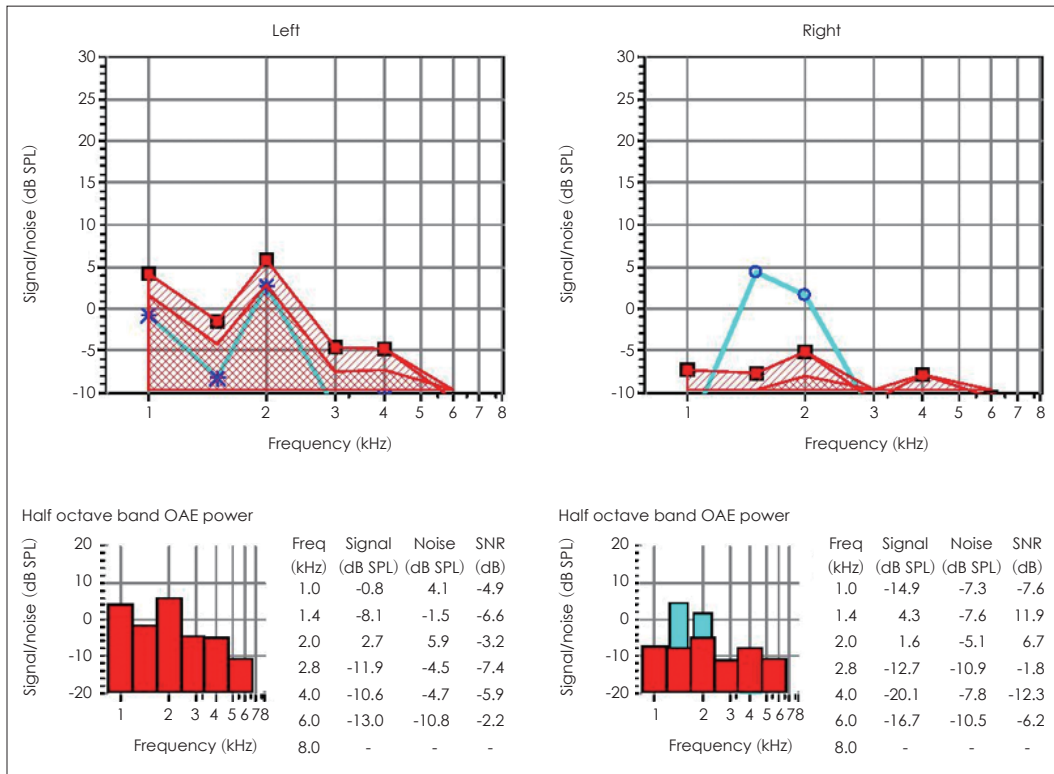 Left
30
25
20
15
10
5
0
-5
-10
Signal/noise (dB SPL)
1 2 3 4 5 6 7 8
Frequency (kHz)
Right
30
25
20
15
10
5
0
-5
-10
Signal/noise (dB SPL)
1 2 3 4 5 6 7 8
Frequency (kHz)
Half octave band OAE power
20
10
0
-10
-20
Signal/noise (dB SPL)
1 2 3 4 5 6 7 8
Frequency (kHz)
Freq Signal Noise SNR
(kHz) (dB SPL) (dB SPL) (dB)
1.0 -0.8 4.1 -4.9
1.4 -8.1 -1.5 -6.6
2.0 2.7 5.9 -3.2
2.8 -11.9 -4.5 -7.4
4.0 -10.6 -4.7 -5.9
6.0 -13.0 -10.8 -2.2
8.0 - - -
Half octave band OAE power
20
10
0
-10
-20
Signal/noise (dB SPL)
1 2 3 4 5 6 7 8
Frequency (kHz)
Freq Signal Noise SNR
(kHz) (dB SPL) (dB SPL) (dB)
1.0 -14.9 -7.3 -7.6
1.4 4.3 -7.6 11.9
2.0 1.6 -5.1 6.7
2.8 -12.7 -10.9 -1.8
4.0 -20.1 -7.8 -12.3
6.0 -16.7 -10.5 -6.2
8.0 - - -